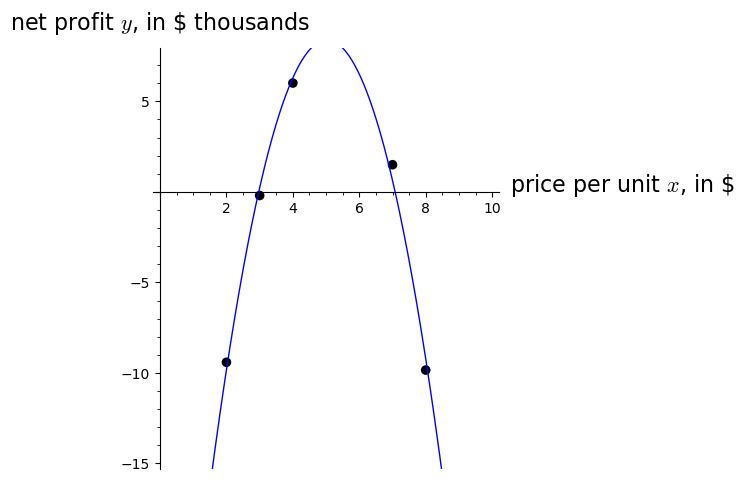 net profit y, in $ thousands
5
price per unit x, in $
2 4 6 8 10
−5
−10
−15